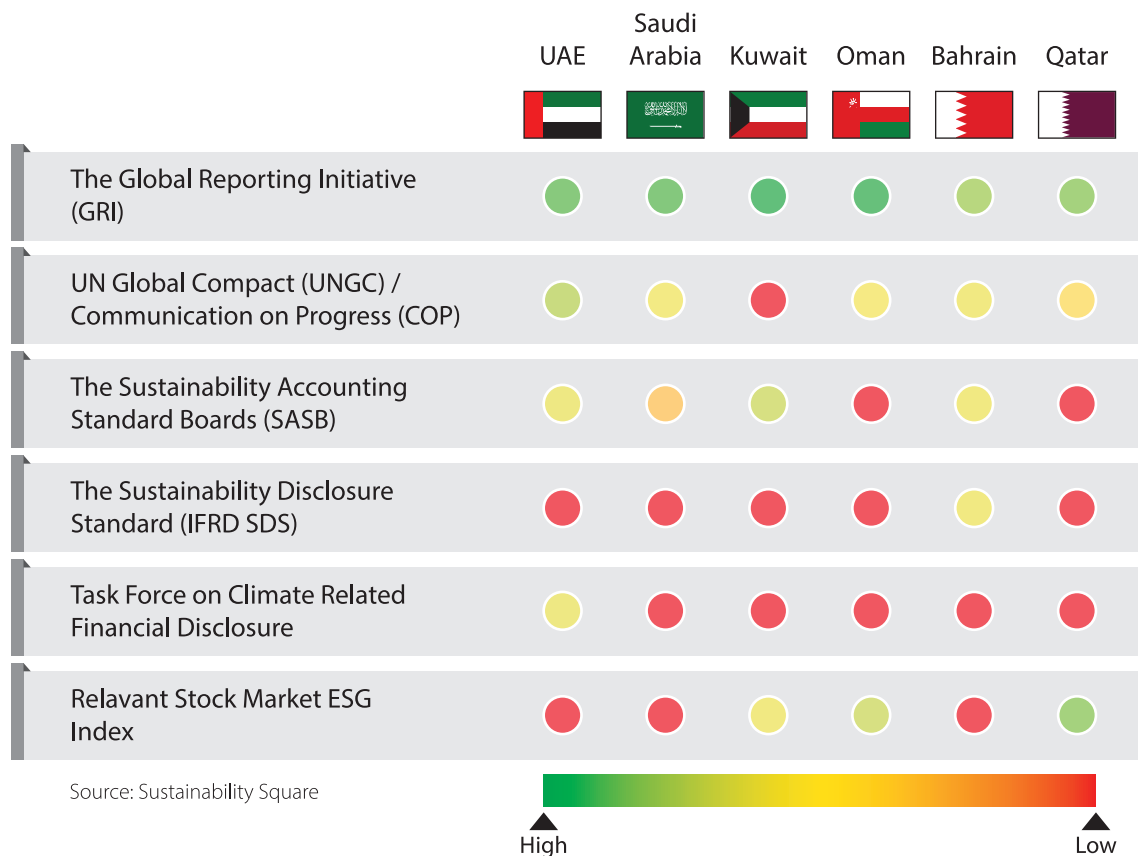 UAE
Saudi
Arabia
Kuwait
Oman
Bahrain
Qatar
The Global Reporting Initiative
(GRI)
UN Global Compact (UNGC) /
Communication on Progress (COP)
The Sustainability Accounting
Standard Boards (SASB)
The Sustainability Disclosure
Standard (IFRD SDS)
Task Force on Climate Related
Financial Disclosure
Relavant Stock Market ESG
Index
Source: Sustainability Square
High
Low